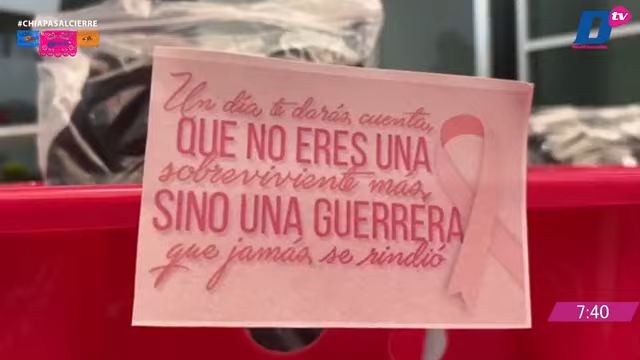 #CHIAPASALCIERRE
D tv
Un día te darás cuenta,
QUE NO ERES UNA
sobreviviente más,
SINO UNA GUERRERA
que jamás se rindió
7:40